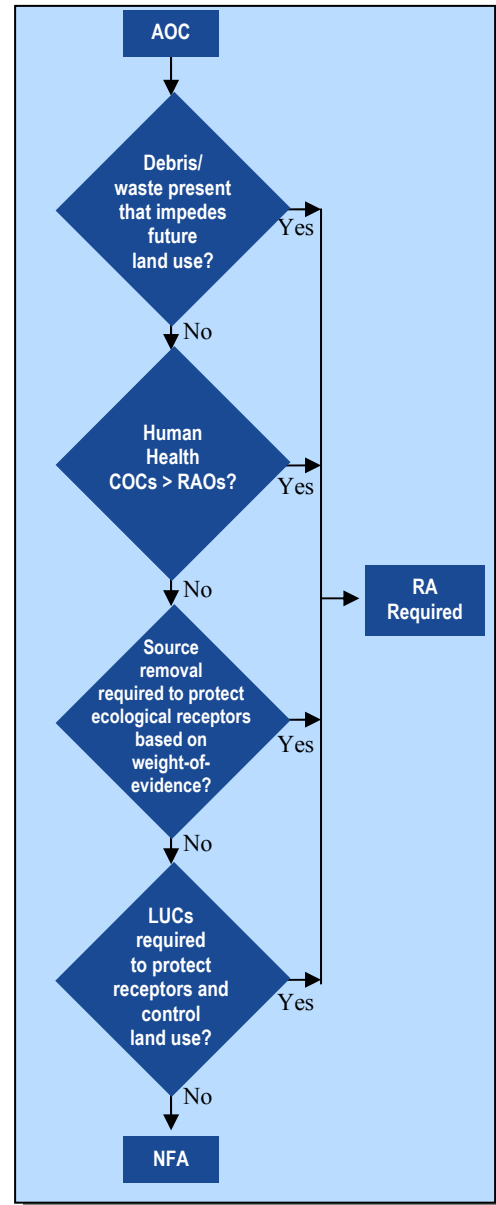 AOC
Debris/
waste present
that impedes
future
land use?
Yes
No
Human
Health
COCs > RAOs?
Yes
No
RA
Required
Source
removal
required to protect
ecological receptors
based on
weight-of-
evidence?
Yes
No
LUCs
required
to protect
receptors and
control
land use?
Yes
No
NFA